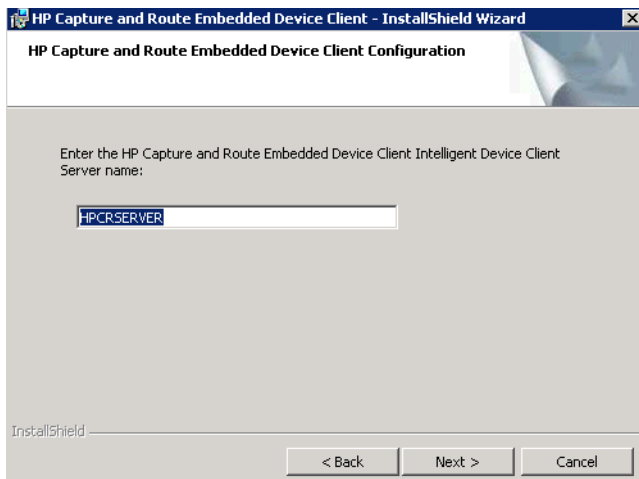 HP Capture and Route Embedded Device Client - InstallShield Wizard
HP Capture and Route Embedded Device Client Configuration
Enter the HP Capture and Route Embedded Device Client Intelligent Device Client
Server name:
HPCRSERVER
InstallShield
< Back
Next >
Cancel